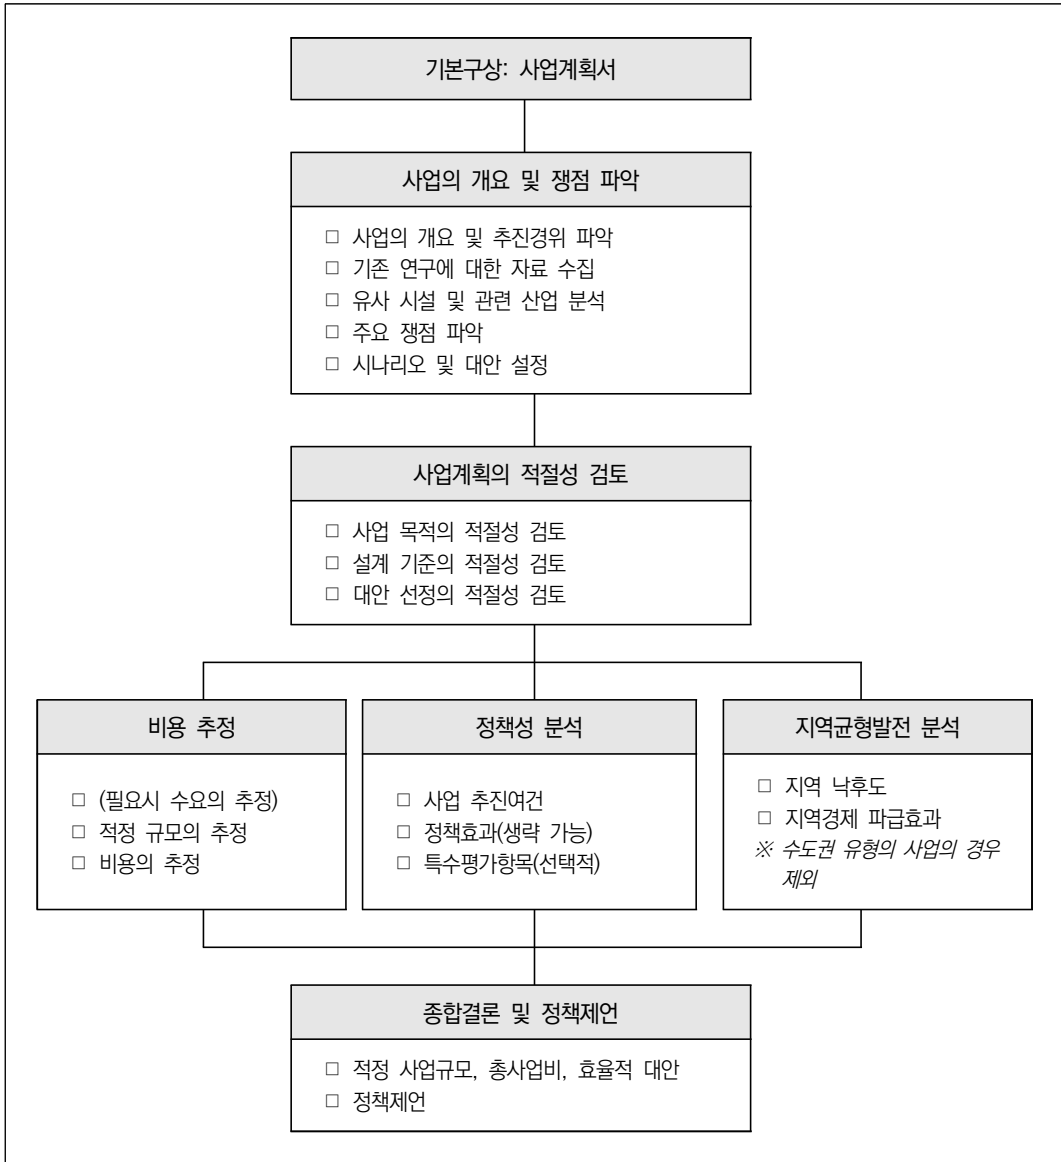 기본구상: 사업계획서
사업의 개요 및 쟁점 파악
□ 사업의 개요 및 추진경위 파악
□ 기존 연구에 대한 자료 수집
□ 유사 시설 및 관련 산업 분석
□ 주요 쟁점 파악
□ 시나리오 및 대안 설정
사업계획의 적절성 검토
□ 사업 목적의 적절성 검토
□ 설계 기준의 적절성 검토
□ 대안 선정의 적절성 검토
비용 추정
□ (필요시 수요의 추정)
□ 적정 규모의 추정
□ 비용의 추정
정책성 분석
□ 사업 추진여건
□ 정책효과(생략 가능)
□ 특수평가항목(선택적)
지역균형발전 분석
□ 지역 낙후도
□ 지역경제 파급효과
※ 수도권 유형의 사업의 경우
제외
종합결론 및 정책제언
□ 적정 사업규모, 총사업비, 효율적 대안
□ 정책제언